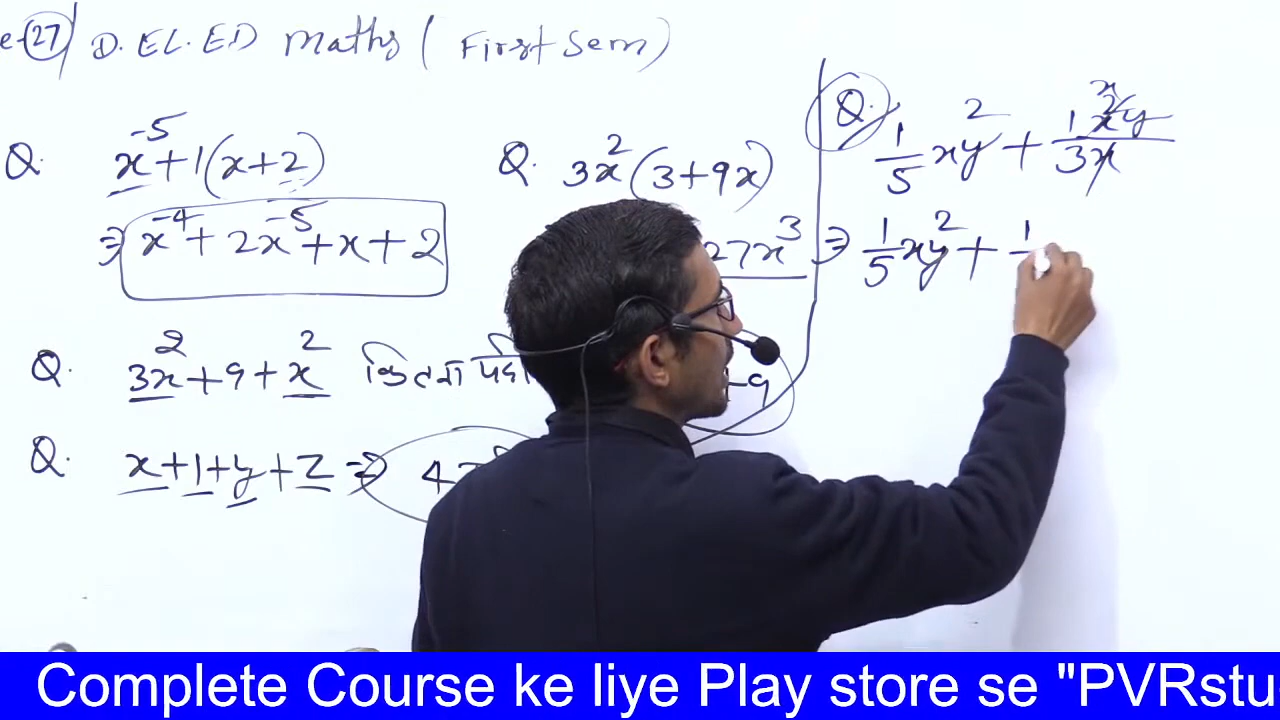 e-27 D.EL.ED Maths (First Sem)
Q. x⁻⁵+1(x+2)
⇒ x⁻⁴+2x⁻⁵+x+2
Q. 3x²+9+x² कितना
Q. x+1+y+z ⇒ 4
Q. 3x²(3+9x)
27x³
-9
Q. 1/5 xy² + 1x²y/3x x
⇒ 1/5 xy² + 1
Complete Course ke liye Play store se "PVRstu